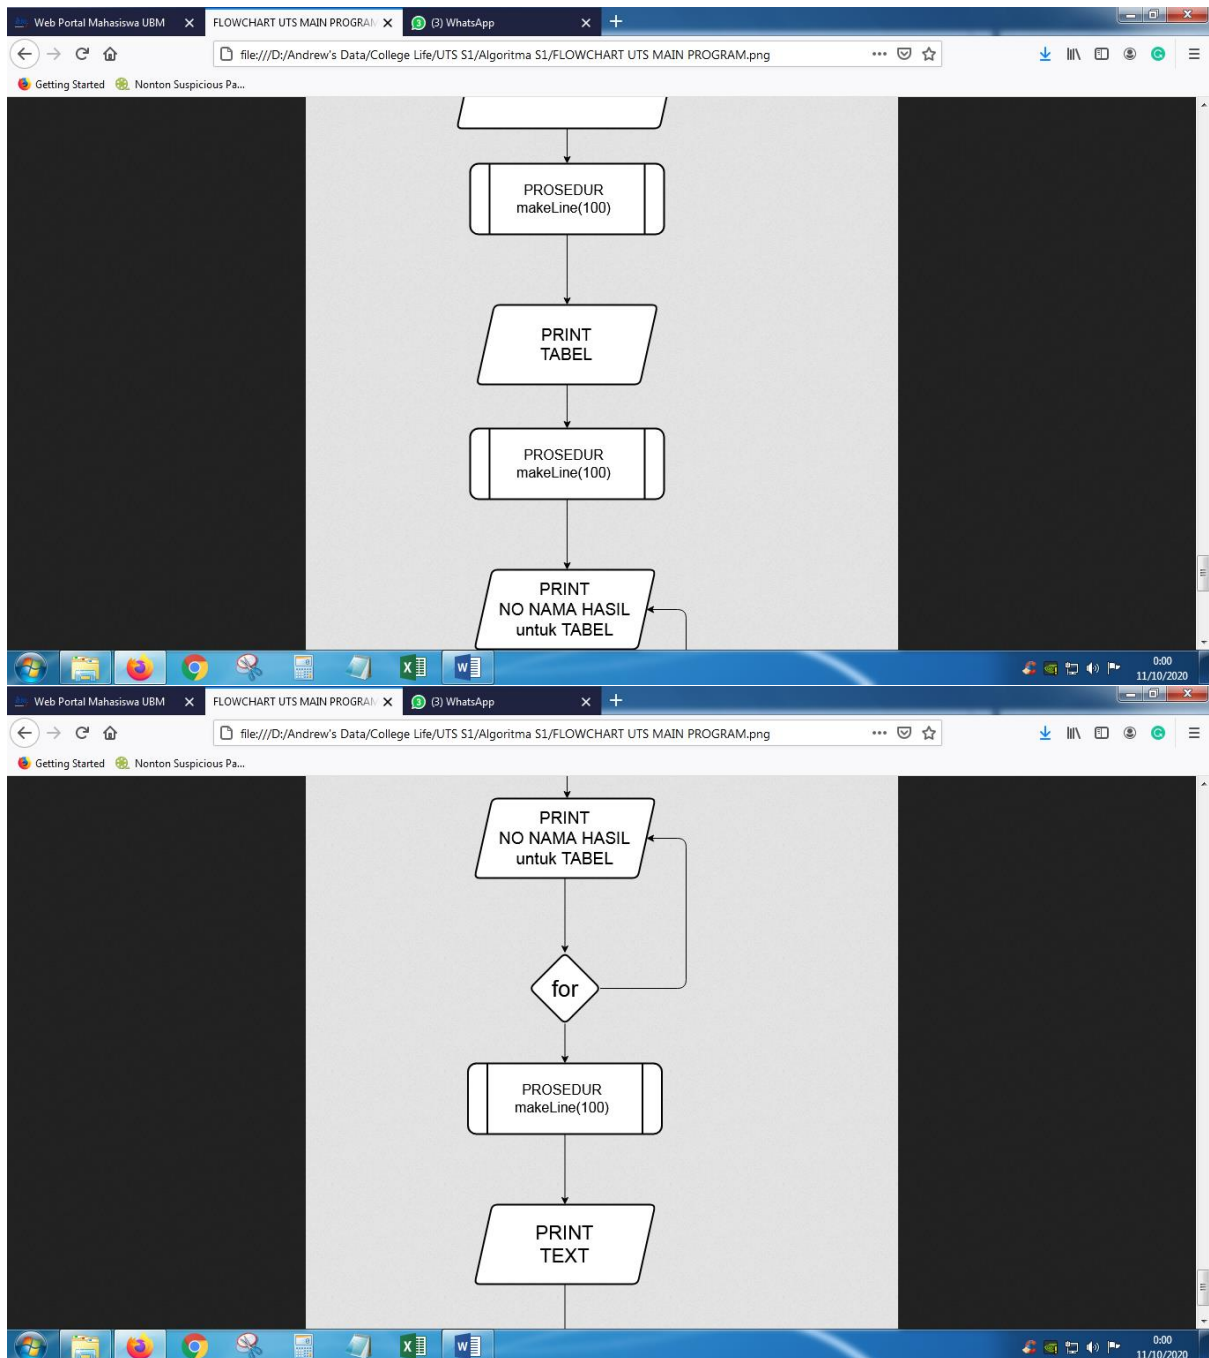 Web Portal Mahasiswa UBM
FLOWCHART UTS MAIN PROGRAM
(3) WhatsApp
file:///D:/Andrew's Data/College Life/UTS S1/Algoritma S1/FLOWCHART UTS MAIN PROGRAM.png
Getting Started
Nonton Suspicious Pa...
PROSEDUR
makeLine(100)
PRINT
TABEL
PROSEDUR
makeLine(100)
PRINT
NO NAMA HASIL
untuk TABEL
0:00
11/10/2020
Web Portal Mahasiswa UBM
FLOWCHART UTS MAIN PROGRAM
(3) WhatsApp
file:///D:/Andrew's Data/College Life/UTS S1/Algoritma S1/FLOWCHART UTS MAIN PROGRAM.png
Getting Started
Nonton Suspicious Pa...
PRINT
NO NAMA HASIL
untuk TABEL
for
PROSEDUR
makeLine(100)
PRINT
TEXT
0:00
11/10/2020